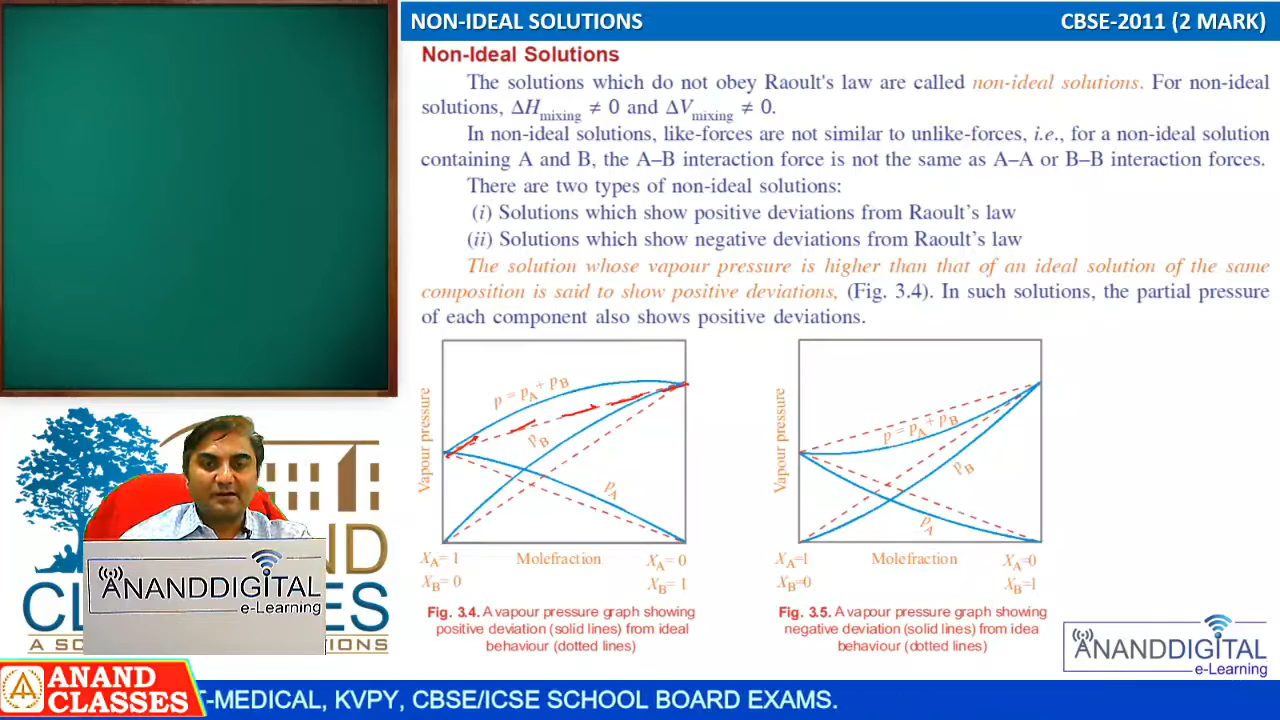 NON-IDEAL SOLUTIONS CBSE-2011 (2 MARK)
Non-Ideal Solutions
The solutions which do not obey Raoult's law are called non-ideal solutions. For non-ideal
solutions, ΔHmixing ≠ 0 and ΔVmixing ≠ 0.
In non-ideal solutions, like-forces are not similar to unlike-forces, i.e., for a non-ideal solution
containing A and B, the A–B interaction force is not the same as A–A or B–B interaction forces.
There are two types of non-ideal solutions:
(i) Solutions which show positive deviations from Raoult's law
(ii) Solutions which show negative deviations from Raoult's law
The solution whose vapour pressure is higher than that of an ideal solution of the same
composition is said to show positive deviations, (Fig. 3.4). In such solutions, the partial pressure
of each component also shows positive deviations.
Vapour pressure
p = pA + pB
pB
pA
XA= 1 Molefraction XA= 0
XB= 0 XB= 1
Fig. 3.4. A vapour pressure graph showing
positive deviation (solid lines) from ideal
behaviour (dotted lines)
Vapour pressure
p = pA + pB
pB
pA
XA=1 Molefraction XA=0
XB=0 XB=1
Fig. 3.5. A vapour pressure graph showing
negative deviation (solid lines) from idea
behaviour (dotted lines)
ANANDDIGITAL
e-Learning
ANANDDIGITAL
e-Learning
ANAND
CLASSES
T-MEDICAL, KVPY, CBSE/ICSE SCHOOL BOARD EXAMS.